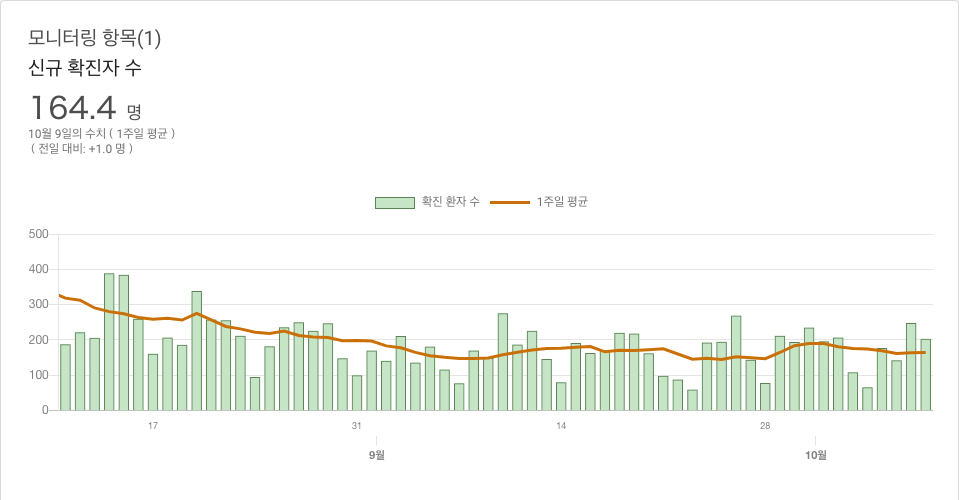 모니터링 항목(1)
신규 확진자 수
164.4 명
10월 9일의 수치 ( 1주일 평균 )
( 전일 대비: +1.0 명 )
확진 환자 수 1주일 평균
500
400
300
200
100
0
17 31 14 28
9월 10월